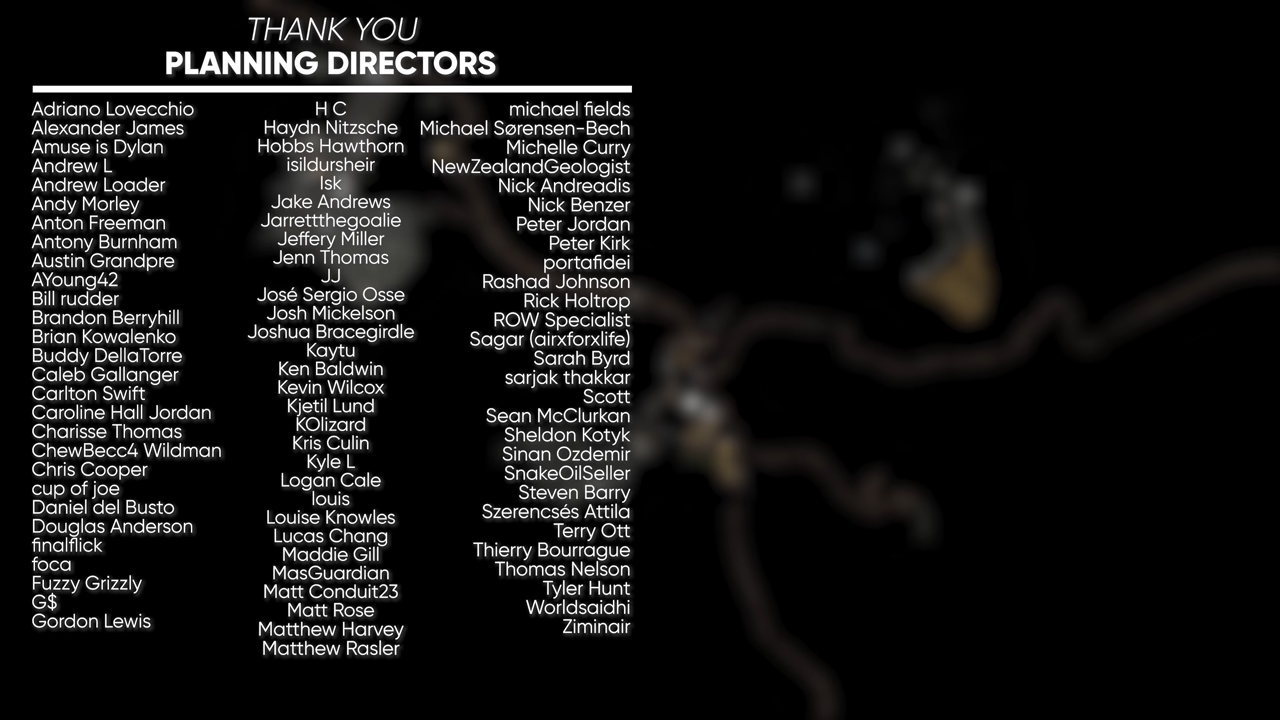 THANK YOU
PLANNING DIRECTORS
Adriano Lovecchio
Alexander James
Amuse is Dylan
Andrew L
Andrew Loader
Andy Morley
Anton Freeman
Antony Burnham
Austin Grandpre
AYoung42
Bill rudder
Brandon Berryhill
Brian Kowalenko
Buddy DellaTorre
Caleb Gallanger
Carlton Swift
Caroline Hall Jordan
Charisse Thomas
ChewBecc4 Wildman
Chris Cooper
cup of joe
Daniel del Busto
Douglas Anderson
finalflick
foca
Fuzzy Grizzly
G$
Gordon Lewis
H C
Haydn Nitzsche
Hobbs Hawthorn
isildursheir
Isk
Jake Andrews
Jarrettthegoalie
Jeffery Miller
Jenn Thomas
JJ
José Sergio Osse
Josh Mickelson
Joshua Bracegirdle
Kaytu
Ken Baldwin
Kevin Wilcox
Kjetil Lund
KOlizard
Kris Culin
Kyle L
Logan Cale
louis
Louise Knowles
Lucas Chang
Maddie Gill
MasGuardian
Matt Conduit23
Matt Rose
Matthew Harvey
Matthew Rasler
michael fields
Michael Sørensen-Bech
Michelle Curry
NewZealandGeologist
Nick Andreadis
Nick Benzer
Peter Jordan
Peter Kirk
portafidei
Rashad Johnson
Rick Holtrop
ROW Specialist
Sagar (airxforxlife)
Sarah Byrd
sarjak thakkar
Scott
Sean McClurkan
Sheldon Kotyk
Sinan Ozdemir
SnakeOilSeller
Steven Barry
Szerencsés Attila
Terry Ott
Thierry Bourrague
Thomas Nelson
Tyler Hunt
Worldsaidhi
Ziminair